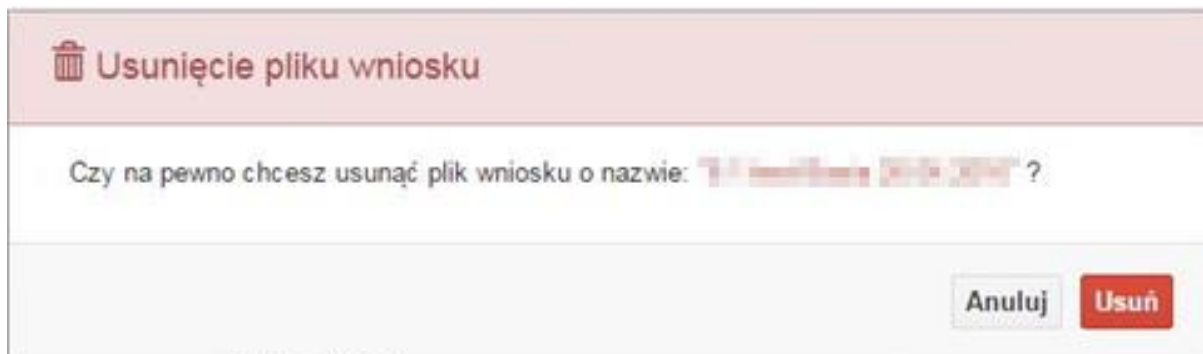 Usunięcie pliku wniosku
Czy na pewno chcesz usunąć plik wniosku o nazwie: ?
Anuluj Usuń